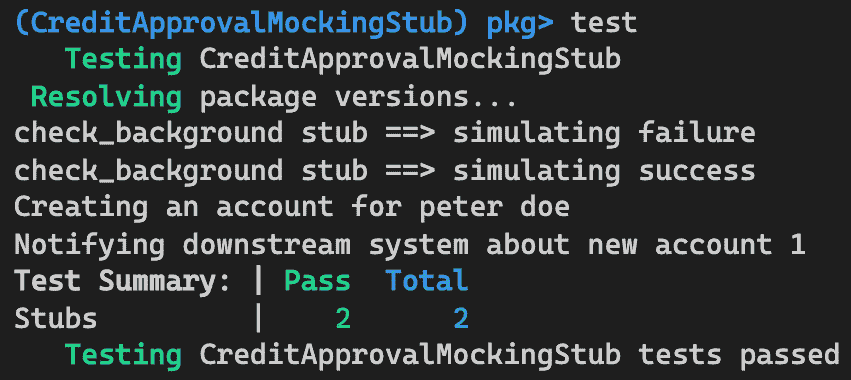 (CreditApprovalMockingStub) pkg> test
Testing CreditApprovalMockingStub
Resolving package versions...
check_background stub ==> simulating failure
check_background stub ==> simulating success
Creating an account for peter doe
Notifying downstream system about new account 1
Test Summary: | Pass Total
Stubs | 2 2
Testing CreditApprovalMockingStub tests passed